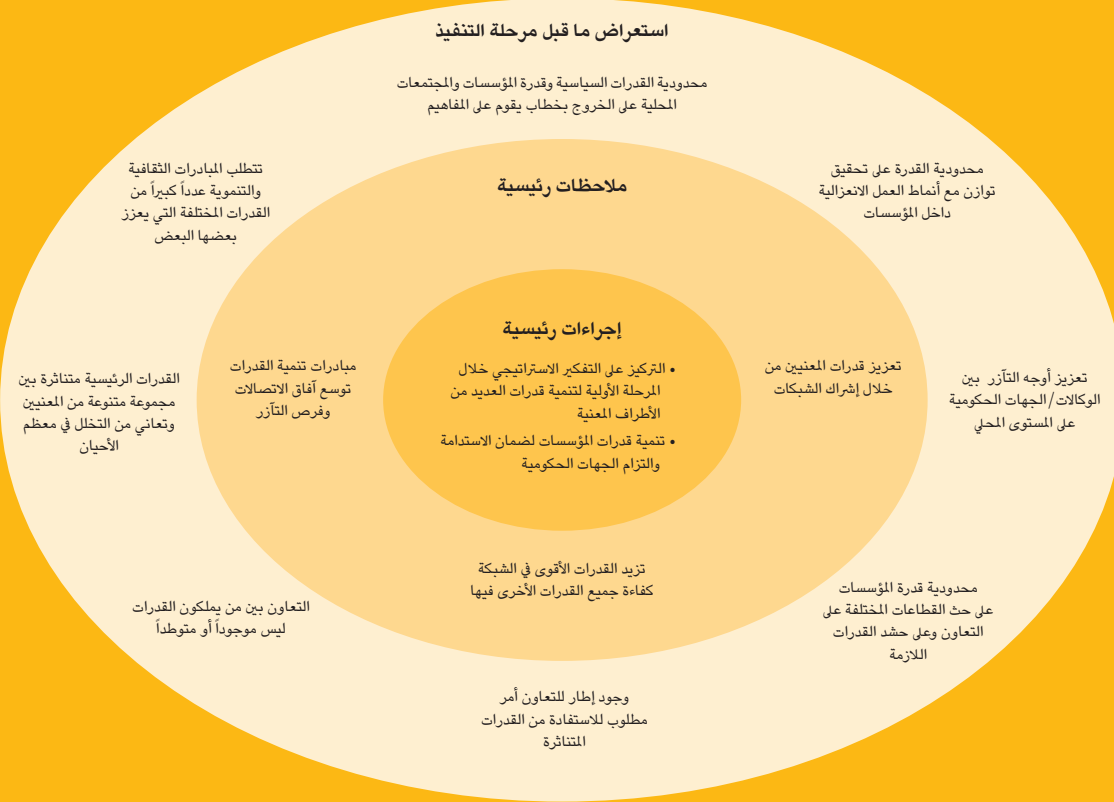 استعراض ما قبل مرحلة التنفيذ
محدودية القدرات السياسية وقدرة المؤسسات والمجتمعات
المحلية على الخروج بخطاب يقوم على المفاهيم
محدودية القدرة على تحقيق
توازن مع أنماط العمل الانعزالية
داخل المؤسسات
تعزيز أوجه التآزر بين
الوكالات/الجهات الحكومية
على المستوى المحلي
محدودية قدرة المؤسسات
على حث القطاعات المختلفة على
التعاون وعلى حشد القدرات
اللازمة
وجود إطار للتعاون أمر
مطلوب للاستفادة من القدرات
المتناثرة
التعاون بين من يملكون القدرات
ليس موجوداً أو متوطداً
القدرات الرئيسية متناثرة بين
مجموعة متنوعة من المعنيين
وتعاني من التخلل في معظم
الأحيان
تتطلب المبادرات الثقافية
والتنموية عدداً كبيراً من
القدرات المختلفة التي يعزز
بعضها البعض
ملاحظات رئيسية
تعزيز قدرات المعنيين من
خلال إشراك الشبكات
تزيد القدرات الأقوى في الشبكة
كفاءة جميع القدرات الأخرى فيها
مبادرات تنمية القدرات
توسع آفاق الاتصالات
وفرص التآزر
إجراءات رئيسية
• التركيز على التفكير الاستراتيجي خلال
المرحلة الأولية لتنمية قدرات العديد من
الأطراف المعنية
• تنمية قدرات المؤسسات لضمان الاستدامة
والتزام الجهات الحكومية